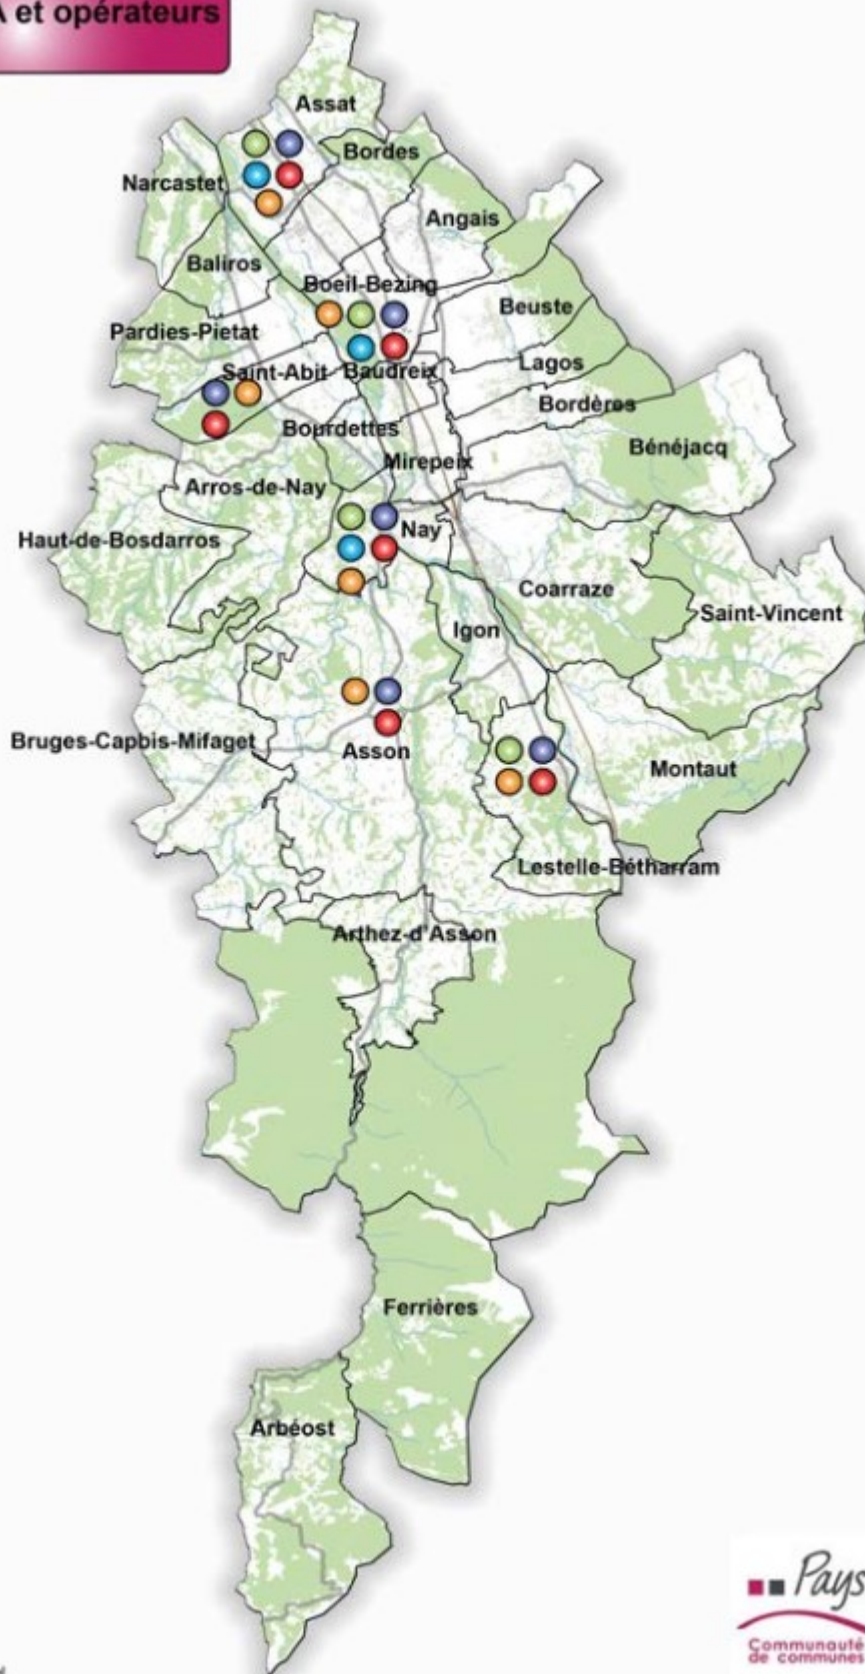 et opérateurs
Assat
Bordes
Narcastet
Angais
Baliros
Boeil-Bezing
Beuste
Pardies-Pietat
Lagos
Saint-Abit
Baudreix
Bordères
Bourdettes
Bénéjacq
Mirepeix
Arros-de-Nay
Nay
Haut-de-Bosdarros
Coarraze
Saint-Vincent
Igon
Bruges-Capbis-Mifaget
Asson
Montaut
Lestelle-Bétharram
Arthez-d'Asson
Ferrières
Arbéost
Pays
Communauté
de communes